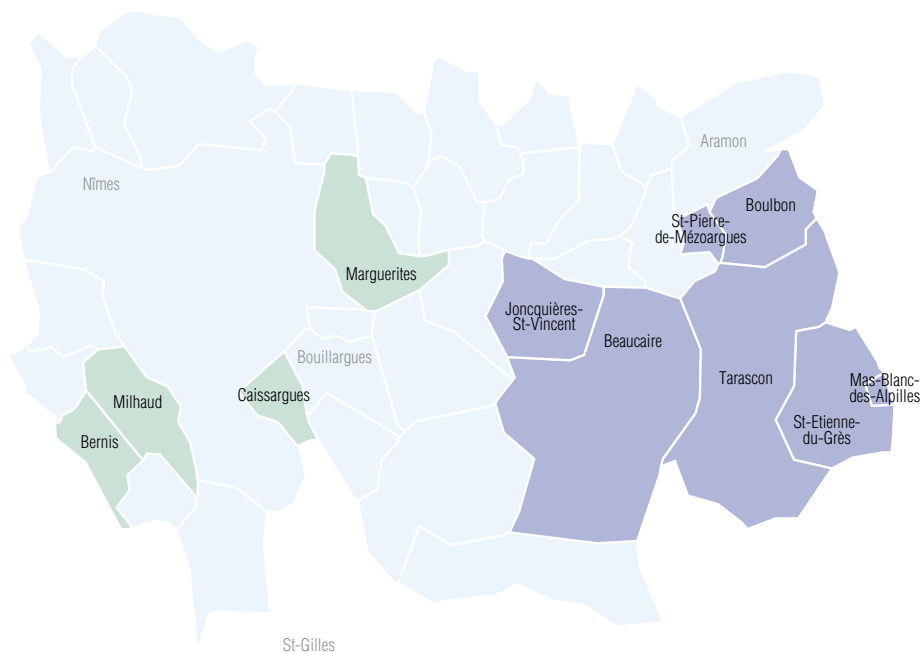 Aramon
Nîmes
Boulbon
St-Pierre-
de-Mézoargues
Marguerites
Joncquières-
St-Vincent
Beaucaire
Bouillargues
Tarascon
Mas-Blanc-
des-Alpilles
Caissargues
Milhaud
St-Etienne-
du-Grès
Bernis
St-Gilles